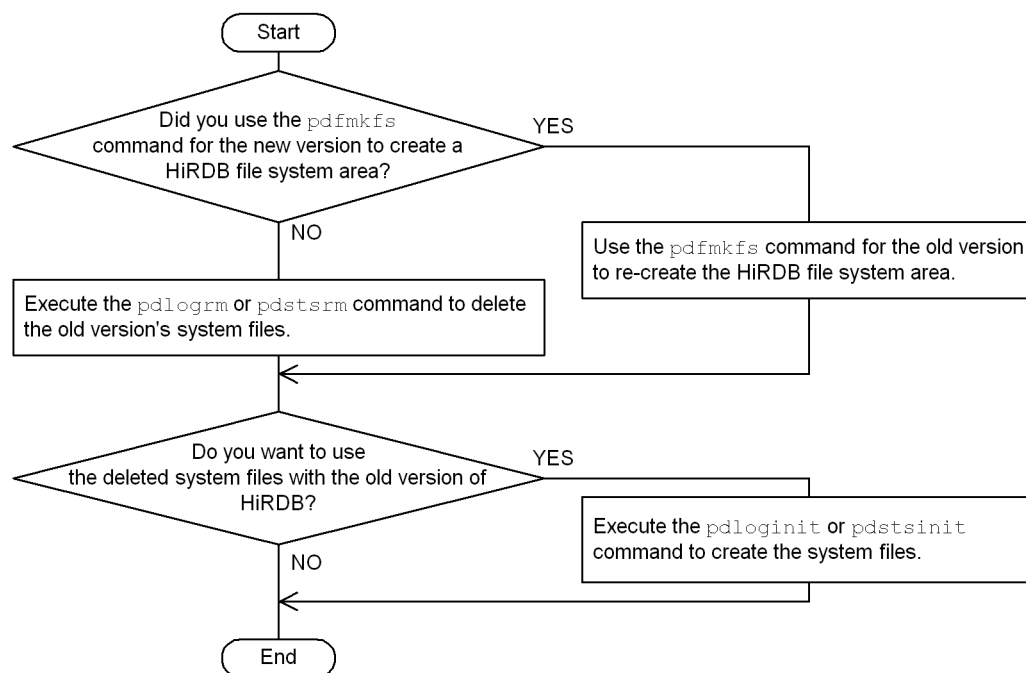 Start
Did you use the pdfmkfs
command for the new version to create a
HiRDB file system area?
YES
NO
Use the pdfmkfs command for the old version
to re-create the HiRDB file system area.
Execute the pdlogrm or pdstsrm command to delete
the old version's system files.
Do you want to use
the deleted system files with the old version of
HiRDB?
YES
NO
Execute the pdloginit or pdstsinit
command to create the system files.
End